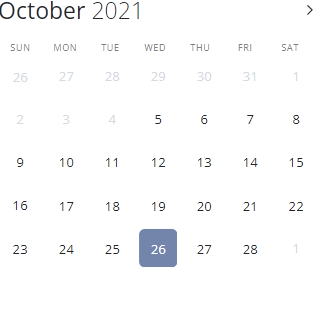 October 2021
SUN MON TUE WED THU FRI SAT
26 27 28 29 30 31 1
2 3 4 5 6 7 8
9 10 11 12 13 14 15
16 17 18 19 20 21 22
23 24 25 26 27 28 1